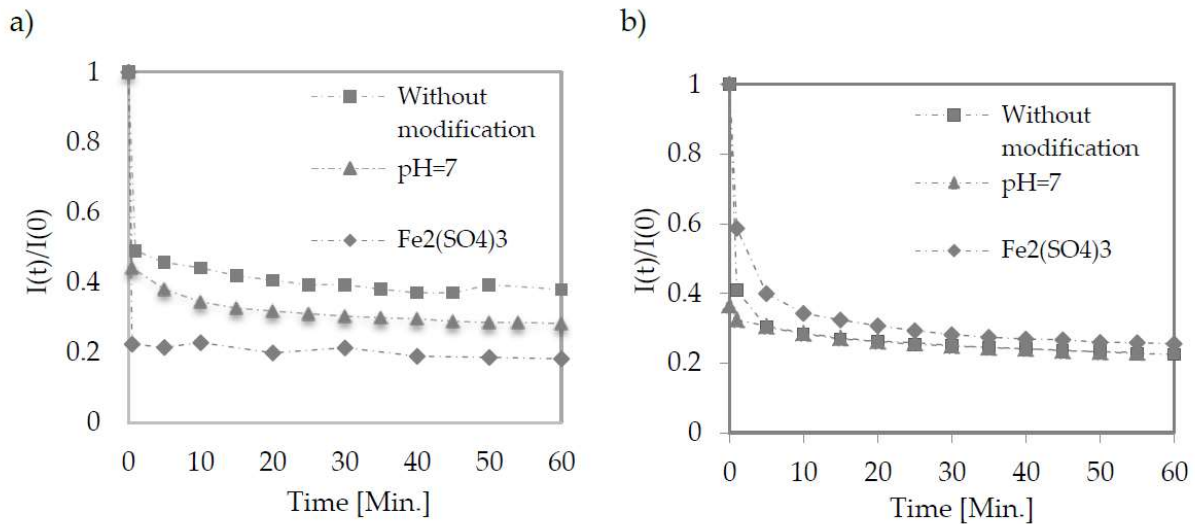 a)
I(t)/I(0)
1
0.8
0.6
0.4
0.2
0
0 10 20 30 40 50 60
Time [Min.]
Without
modification
pH=7
Fe2(SO4)3
b)
I(t)/I(0)
1
0.8
0.6
0.4
0.2
0
0 10 20 30 40 50 60
Time [Min.]
Without
modification
pH=7
Fe2(SO4)3